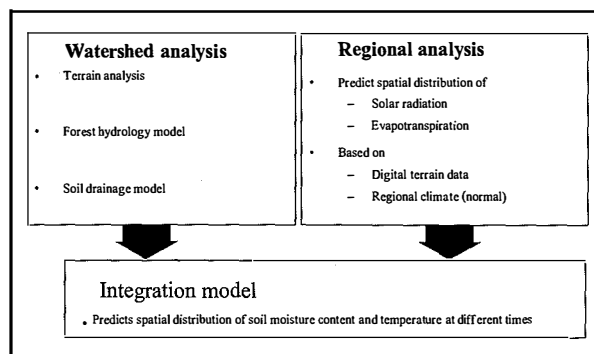 Watershed analysis
• Terrain analysis
• Forest hydrology model
• Soil drainage model
Regional analysis
• Predict spatial distribution of
– Solar radiation
– Evapotranspiration
• Based on
– Digital terrain data
– Regional climate (normal)
Integration model
• Predicts spatial distribution of soil moisture content and temperature at different times